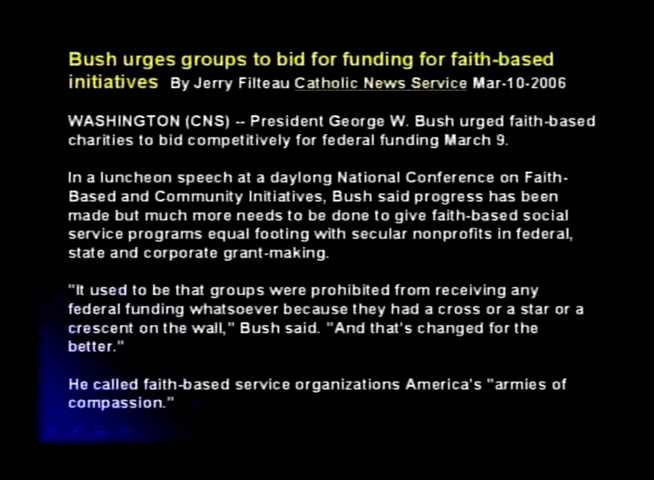 Bush urges groups to bid for funding for faith-based
initiatives By Jerry Filteau Catholic News Service Mar-10-2006
WASHINGTON (CNS) -- President George W. Bush urged faith-based
charities to bid competitively for federal funding March 9.
In a luncheon speech at a daylong National Conference on Faith-
Based and Community Initiatives, Bush said progress has been
made but much more needs to be done to give faith-based social
service programs equal footing with secular nonprofits in federal,
state and corporate grant-making.
"It used to be that groups were prohibited from receiving any
federal funding whatsoever because they had a cross or a star or a
crescent on the wall," Bush said. "And that's changed for the
better."
He called faith-based service organizations America's "armies of
compassion."